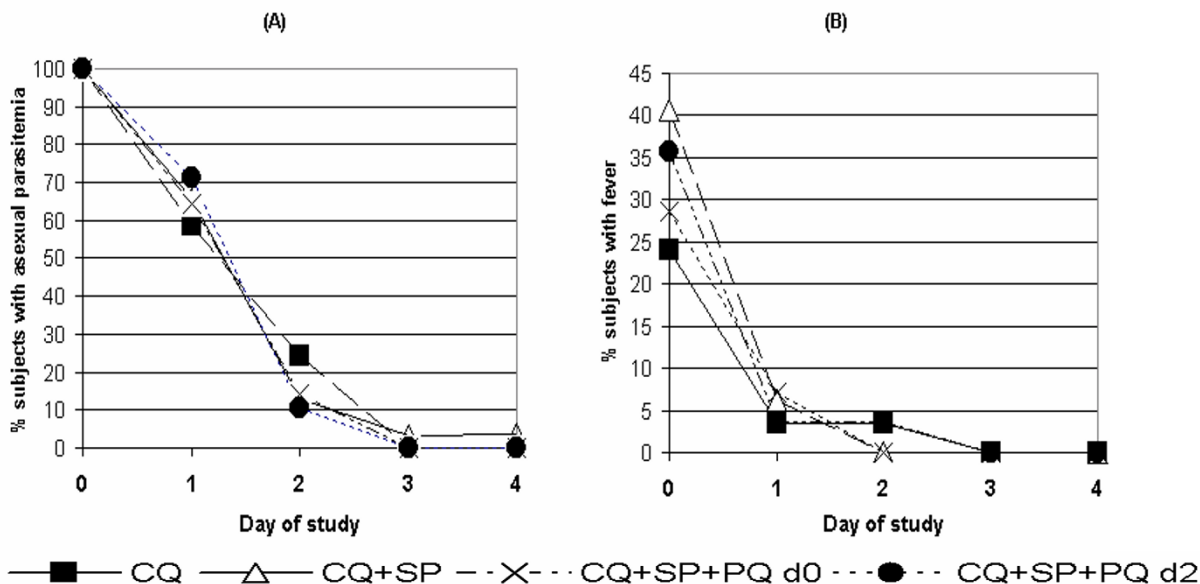 (A)
(B)
% subjects with asexual parasitemia
100
90
80
70
60
50
40
30
20
10
0
0 1 2 3 4
Day of study
% subjects with fever
45
40
35
30
25
20
15
10
5
0
0 1 2 3 4
Day of study
CQ CQ+SP CQ+SP+PQ d0 CQ+SP+PQ d2